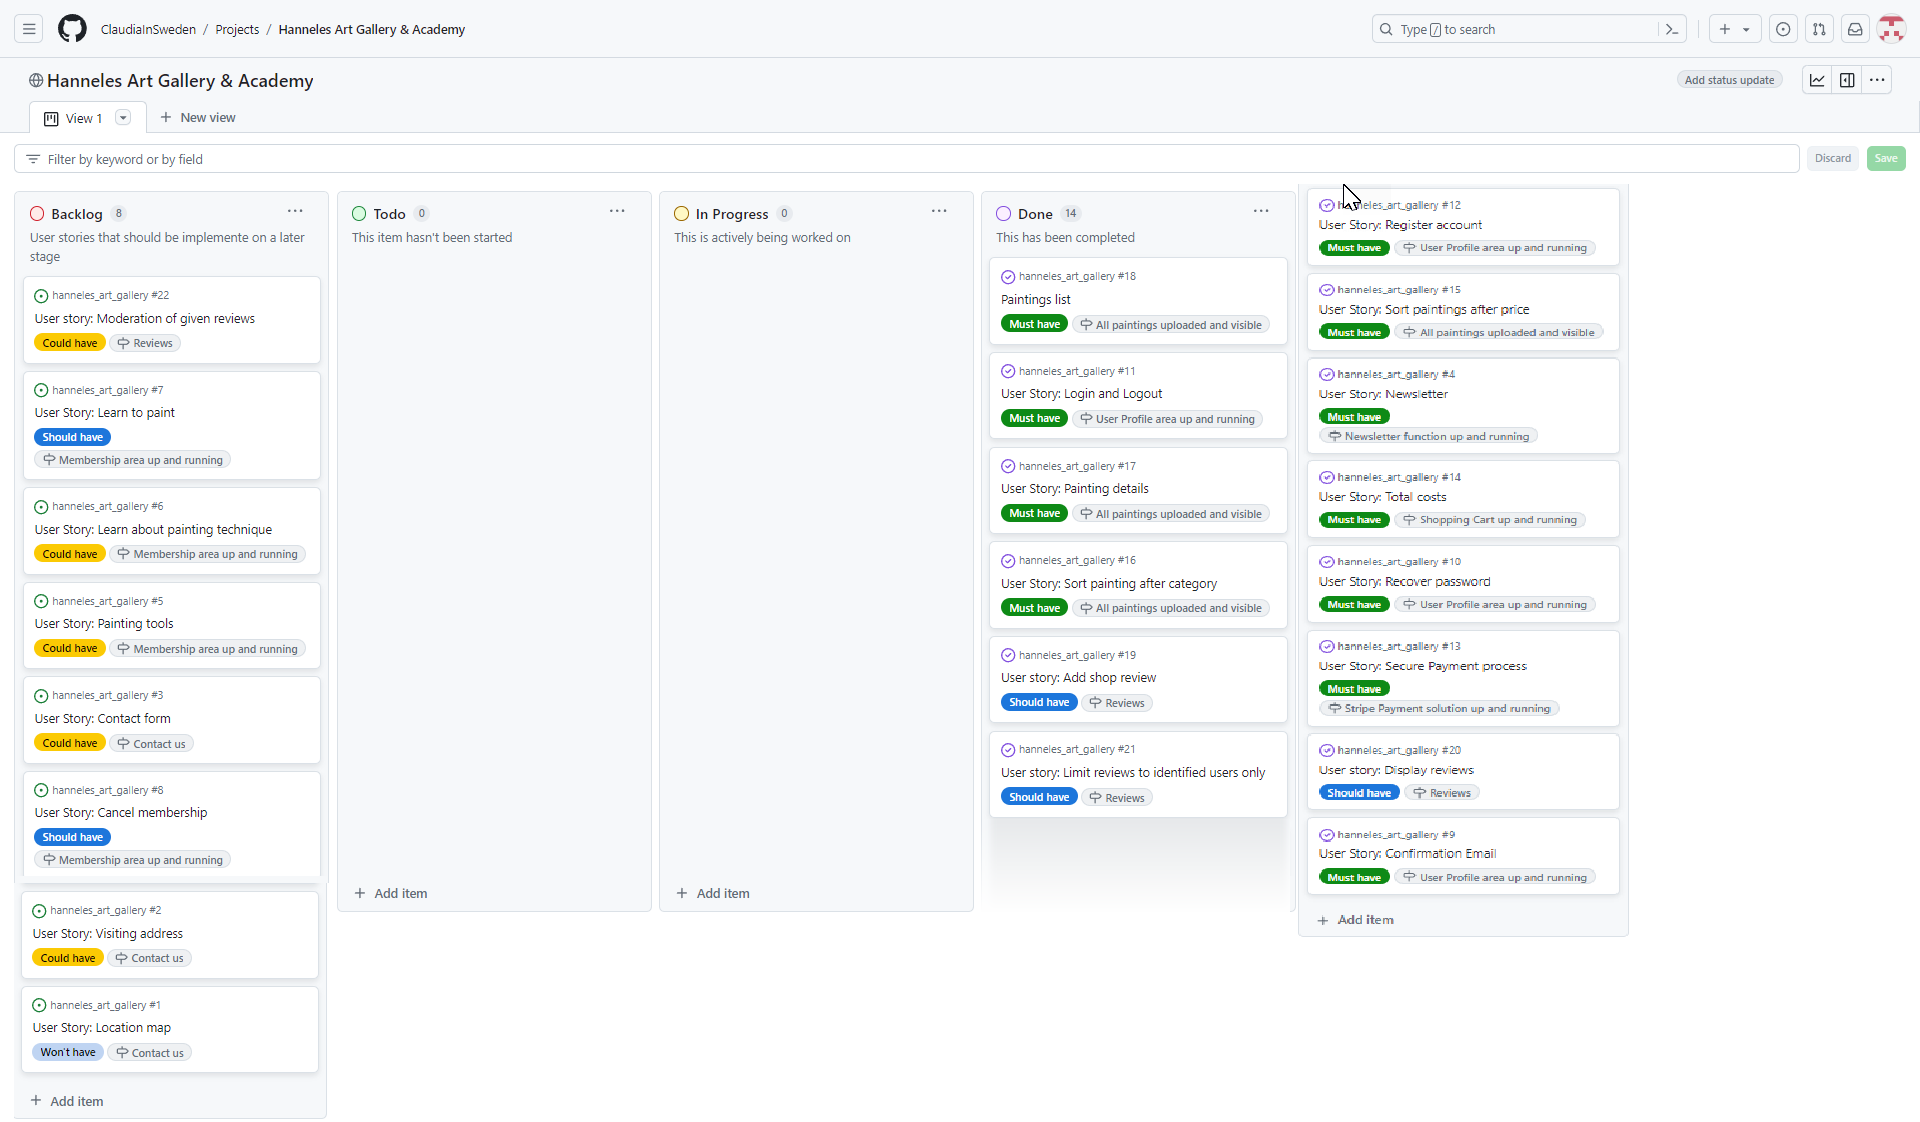 ClaudiaInSweden / Projects / Hanneles Art Gallery & Academy
Type / to search
Hanneles Art Gallery & Academy
Add status update
View 1
New view
Filter by keyword or by field
Discard
Save
Backlog 8
User stories that should be implemente on a later
stage
hanneles_art_gallery #22
User story: Moderation of given reviews
Could have Reviews
hanneles_art_gallery #7
User Story: Learn to paint
Should have
Membership area up and running
hanneles_art_gallery #6
User Story: Learn about painting technique
Could have Membership area up and running
hanneles_art_gallery #5
User Story: Painting tools
Could have Membership area up and running
hanneles_art_gallery #3
User Story: Contact form
Could have Contact us
hanneles_art_gallery #8
User Story: Cancel membership
Should have
Membership area up and running
hanneles_art_gallery #2
User Story: Visiting address
Could have Contact us
hanneles_art_gallery #1
User Story: Location map
Won't have Contact us
+ Add item
Todo 0
This item hasn't been started
+ Add item
In Progress 0
This is actively being worked on
+ Add item
Done 14
This has been completed
hanneles_art_gallery #18
Paintings list
Must have All paintings uploaded and visible
hanneles_art_gallery #11
User Story: Login and Logout
Must have User Profile area up and running
hanneles_art_gallery #17
User Story: Painting details
Must have All paintings uploaded and visible
hanneles_art_gallery #16
User Story: Sort painting after category
Must have All paintings uploaded and visible
hanneles_art_gallery #19
User story: Add shop review
Should have Reviews
hanneles_art_gallery #21
User story: Limit reviews to identified users only
Should have Reviews
hanneles_art_gallery #12
User Story: Register account
Must have User Profile area up and running
hanneles_art_gallery #15
User Story: Sort paintings after price
Must have All paintings uploaded and visible
hanneles_art_gallery #4
User Story: Newsletter
Must have
Newsletter function up and running
hanneles_art_gallery #14
User Story: Total costs
Must have Shopping Cart up and running
hanneles_art_gallery #10
User Story: Recover password
Must have User Profile area up and running
hanneles_art_gallery #13
User Story: Secure Payment process
Must have
Stripe Payment solution up and running
hanneles_art_gallery #20
User story: Display reviews
Should have Reviews
hanneles_art_gallery #9
User Story: Confirmation Email
Must have User Profile area up and running
+ Add item